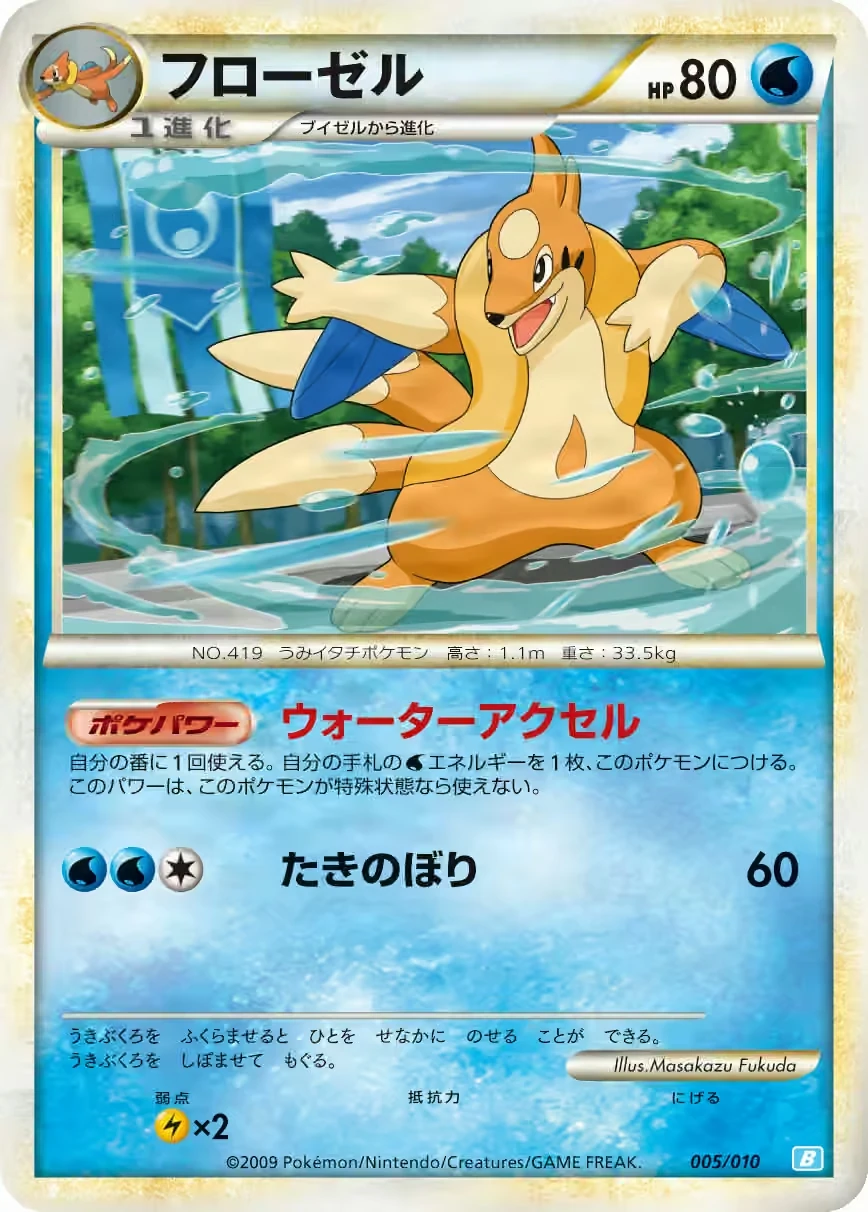 フローゼル
HP 80
1進化
ブイゼルから進化
NO.419 うみイタチポケモン 高さ:1.1m 重さ:33.5kg
ポケパワー ウォーターアクセル
自分の番に1回使える。自分の手札の エネルギーを1枚、このポケモンにつける。
このパワーは、このポケモンが特殊状態なら使えない。
たきのぼり 60
うきぶくろを ふくらませると ひとを せなかに のせる ことが できる。
うきぶくろを しぼませて もぐる。
Illus.Masakazu Fukuda
弱点 抵抗力 にげる
×2
©2009 Pokémon/Nintendo/Creatures/GAME FREAK. 005/010 B